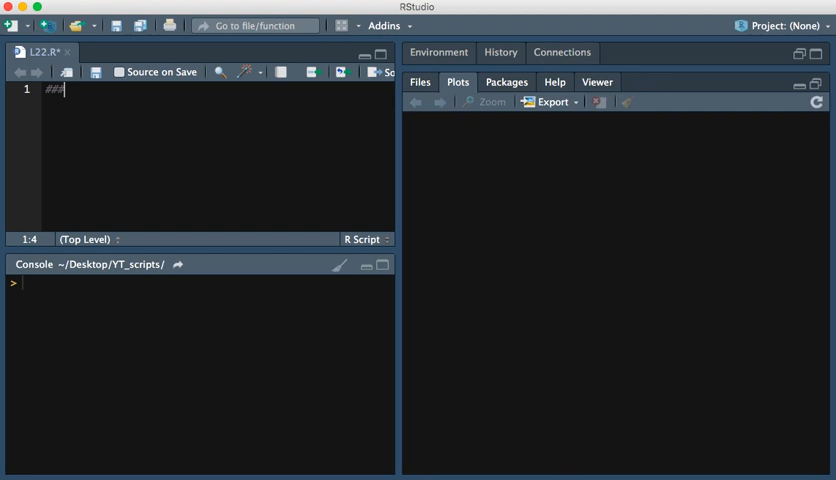 RStudio
Go to file/function
Addins
Project: (None)
L22.R*
Source on Save
So
1
###
1:4
(Top Level)
R Script
Console ~/Desktop/YT_scripts/
>
Environment
History
Connections
Files
Plots
Packages
Help
Viewer
Zoom
Export